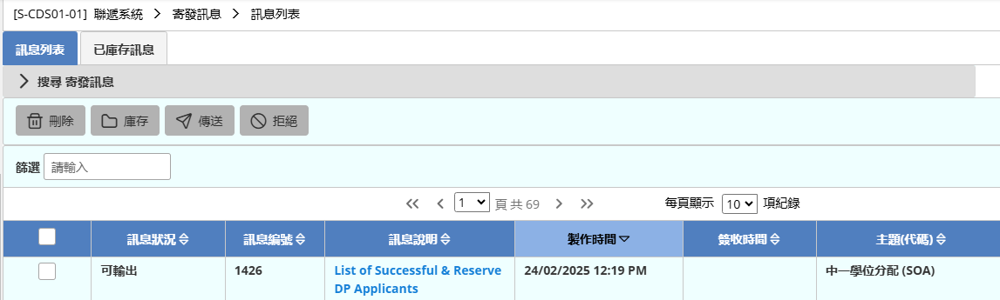 [S-CDS01-01] 聯遞系統 > 寄發訊息 > 訊息列表
訊息列表 已庫存訊息
搜尋 寄發訊息
刪除 庫存 傳送 拒絕
篩選 請輸入
1 頁 共 69 每頁顯示 10 項紀錄
訊息狀況 訊息編號 訊息說明 製作時間 簽收時間 主題(代碼)
可輸出 1426 List of Successful & Reserve 24/02/2025 12:19 PM 中一學位分配 (SOA)
DP Applicants